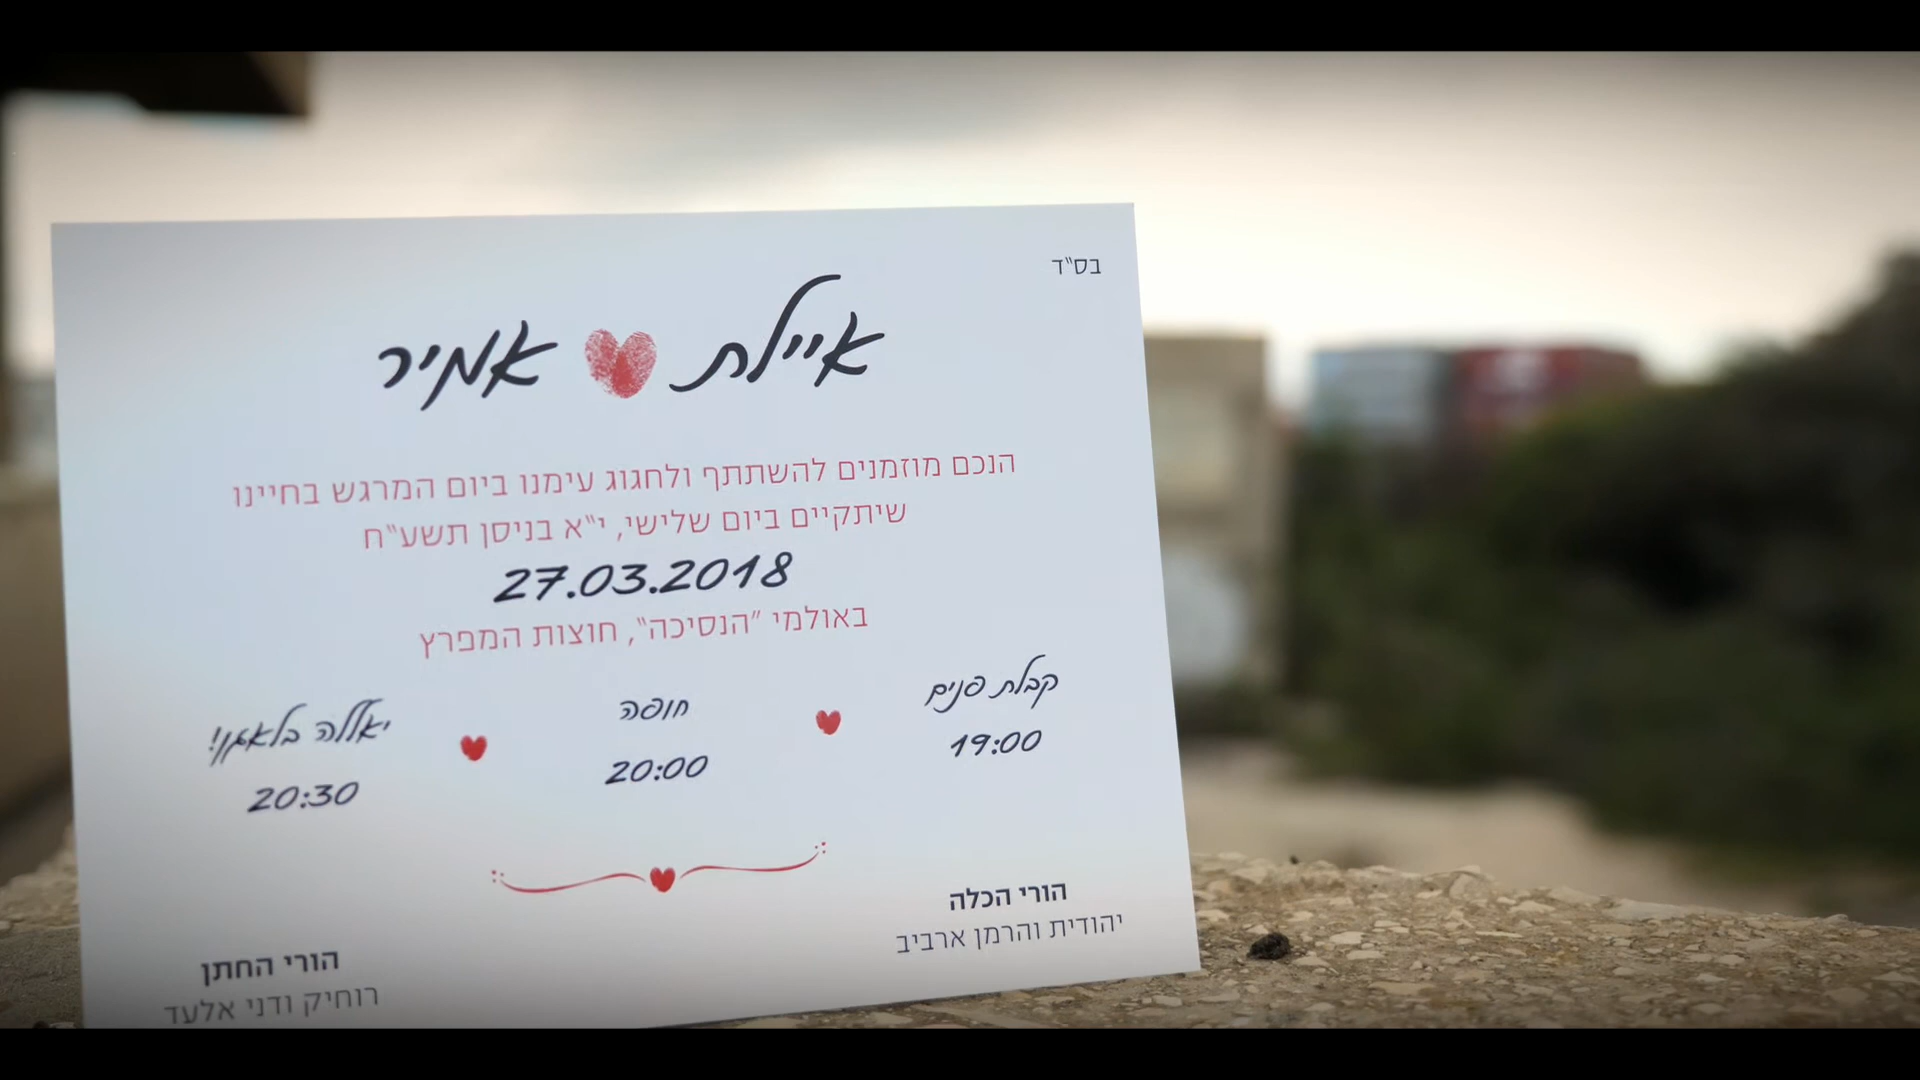 בס"ד
איילת אמיר
הנכם מוזמנים להשתתף ולחגוג עימנו ביום המרגש בחיינו
שיתקיים ביום שלישי, י"א בניסן תשע"ח
27.03.2018
באולמי "הנסיכה", חוצות המפרץ
קבלת פנים
19:00
חופה
20:00
יאללה בלאגן!
20:30
הורי הכלה
יהודית והרמן ארביב
הורי החתן
רוחיק ודני אלעד